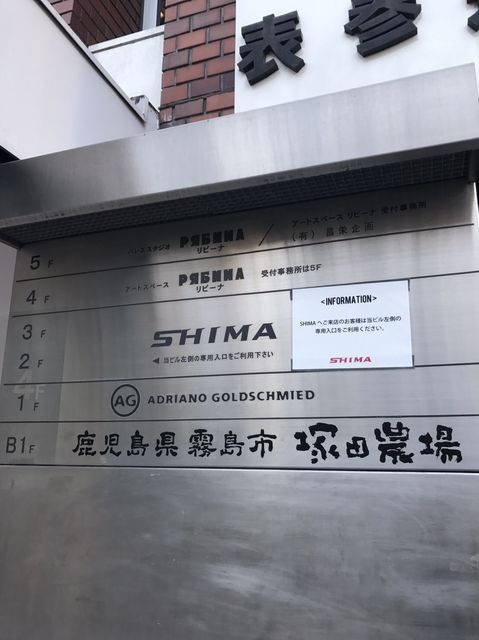 表参
5F バレエスタジオ РЯБИНА リビーナ / アートスペース リビーナ 受付事務所
(有) 昌栄企画
4F アートスペース РЯБИНА リビーナ 受付事務所は5F
3F SHIMA
2F ◀ 当ビル左側の専用入口をご利用下さい
<INFORMATION>
SHIMA へご来店のお客様は当ビル左側の
専用入口をご利用ください。
SHIMA
1F AG ADRIANO GOLDSCHMIED
B1F 鹿児島県霧島市 塚田農場